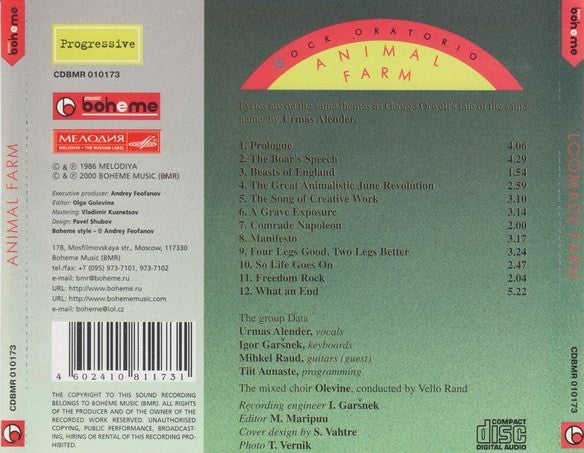 music
boheme
Progressive
CDBMR 010173
music
boheme
МЕЛОДИЯ
MELODIYA - THE RUSSIAN LABEL
© & ℗ 1986 MELODIYA
© & ℗ 2000 BOHEME MUSIC (BMR)
Executive producer: Andrey Feofanov
Editor: Olga Golovina
Mastering: Vladimir Kuznetsov
Design: Pavel Shubov
Boheme style - © Andrey Feofanov
178, Mosfilmovskaya str., Moscow, 117330
Boheme Music (BMR)
tel./fax: +7 (095) 973-7101, 973-7102
e-mail: bmr@boheme.ru
URL: http://www.boheme.ru
URL: http://www.bohememusic.com
e-mail: boheme@iol.cz
4 602410 811731
THE COPYRIGHT TO THIS SOUND RECORDING
BELONGS TO BOHEME MUSIC (BMR). ALL RIGHTS
OF THE PRODUCER AND OF THE OWNER OF THE
RECORDED WORK RESERVED. UNAUTHORISED
COPYING, PUBLIC PERFORMANCE, BROADCAST-
ING, HIRING OR RENTAL OF THIS RECORDING PRO-
HIBITED.
ROCK ORATORIO
ANIMAL
FARM
Lyrics are on the same themes as George Orwell's tale of the same
name, by Urmas Alender.
1. Prologue 4.06
2. The Boar's Speech 4.29
3. Beasts of England 1.54
4. The Great Animalistic June Revolution 2.59
5. The Song of Creative Work 3.10
6. A Grave Exposure 3.14
7. Comrade Napoleon 2.00
8. Manifesto 3.17
9. Four Legs Good, Two Legs Better 3.24
10. So Life Goes On 2.47
11. Freedom Rock 2.04
12. What an End 5.22
The group Data
Urmas Alender, vocals
Igor Garšnek, keyboards
Mihkel Raud, guitars (guest)
Tiit Aunaste, programming
The mixed choir Olevine, conducted by Vello Rand
Recording engineer I. Garšnek
Editor M. Maripuu
Cover design by S. Vahtre
Photo T. Vernik
COMPACT
disc
DIGITAL AUDIO
ANIMAL FARM
CDBMR 010173
music
boheme
CDBMR 010173